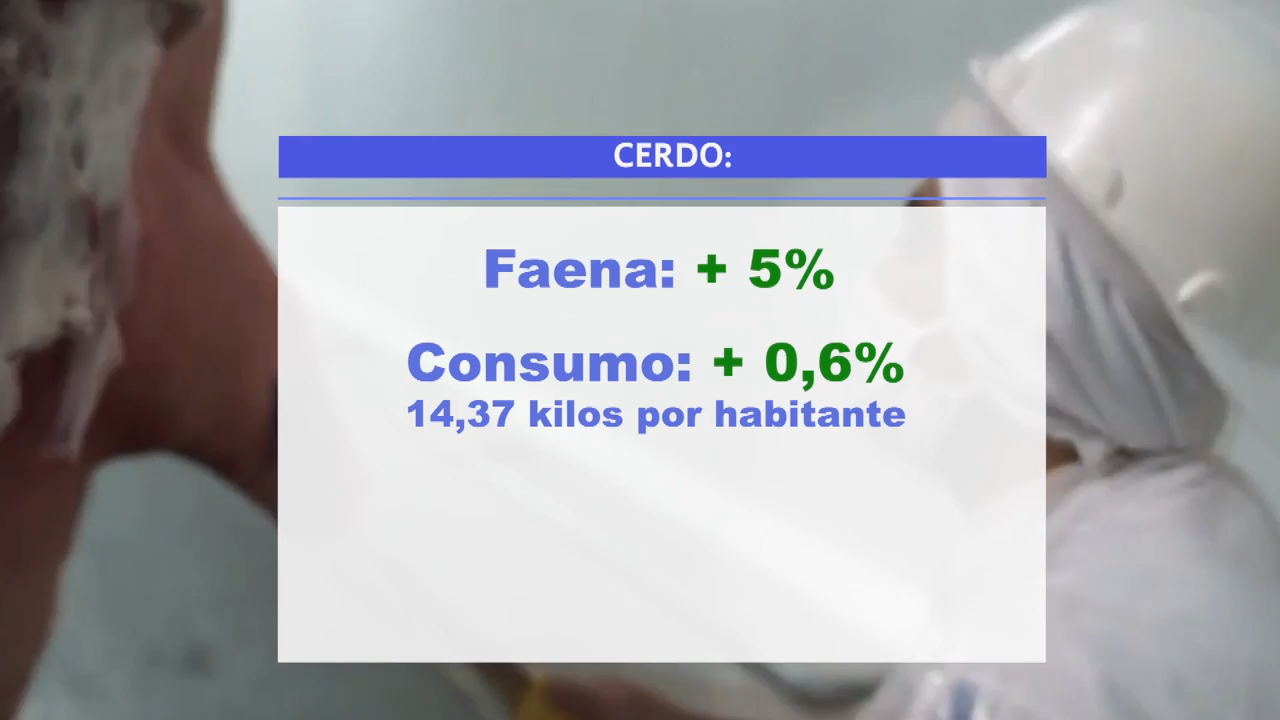 CERDO:
Faena: + 5%
Consumo: + 0,6%
14,37 kilos por habitante